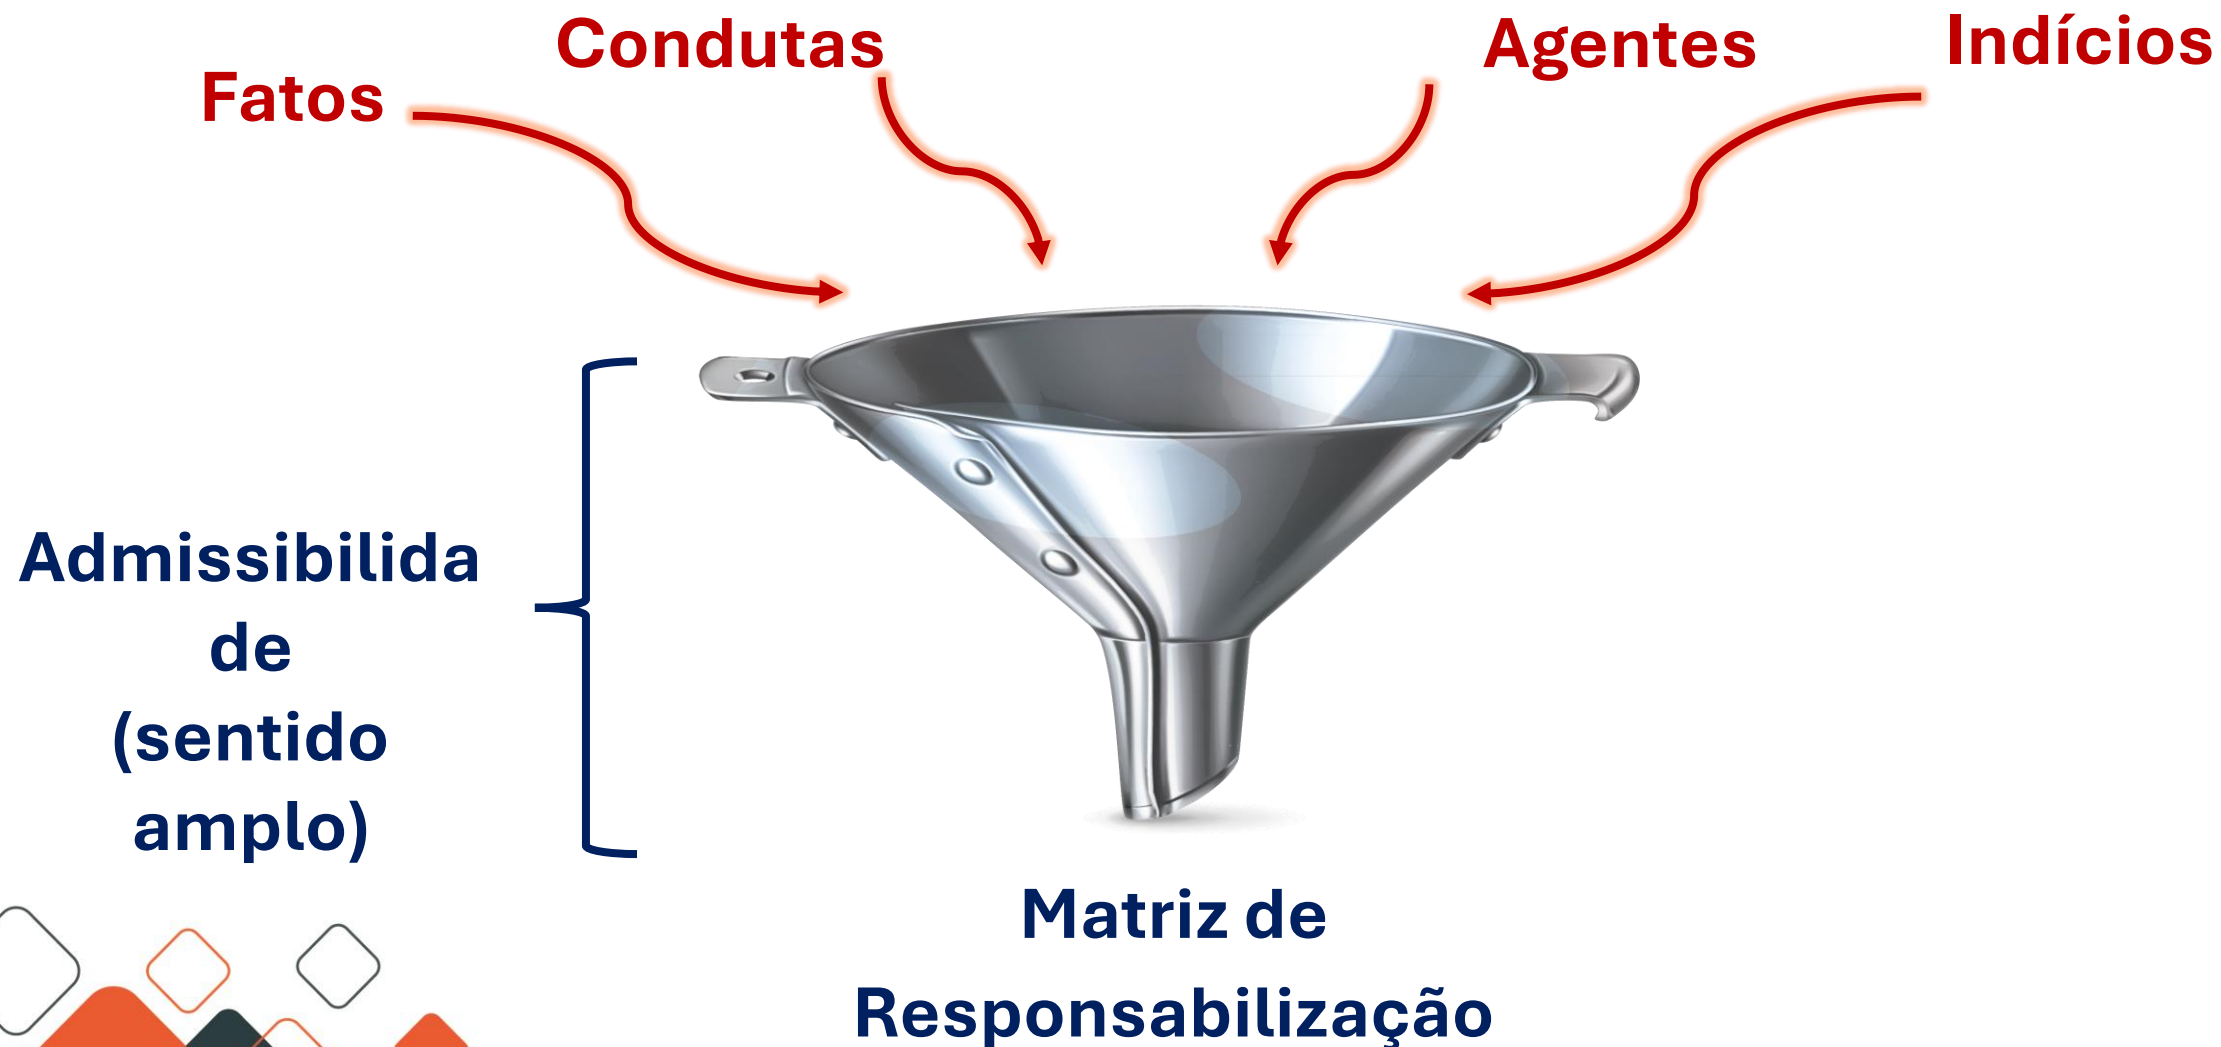 Fatos
Condutas
Agentes
Indícios
Admissibilida
de
(sentido
amplo)
Matriz de
Responsabilização